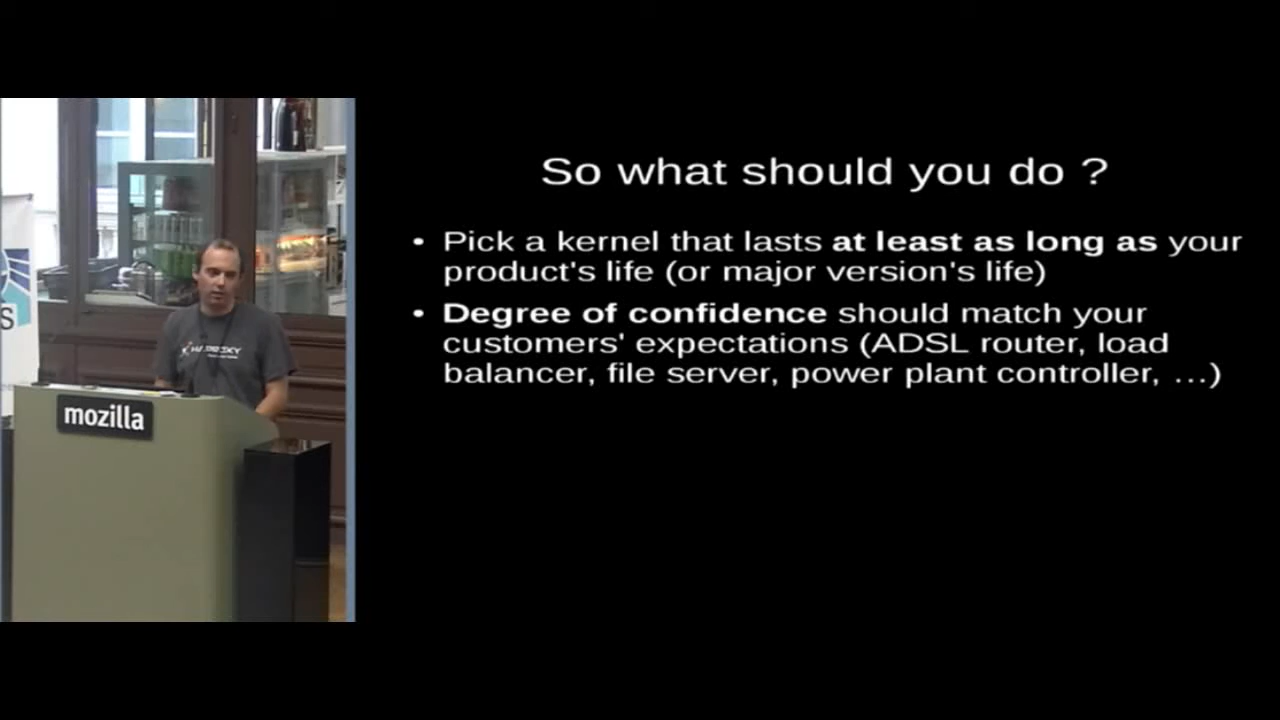 So what should you do ?
• Pick a kernel that lasts at least as long as your
product's life (or major version's life)
• Degree of confidence should match your
customers' expectations (ADSL router, load
balancer, file server, power plant controller, …)
mozilla
S